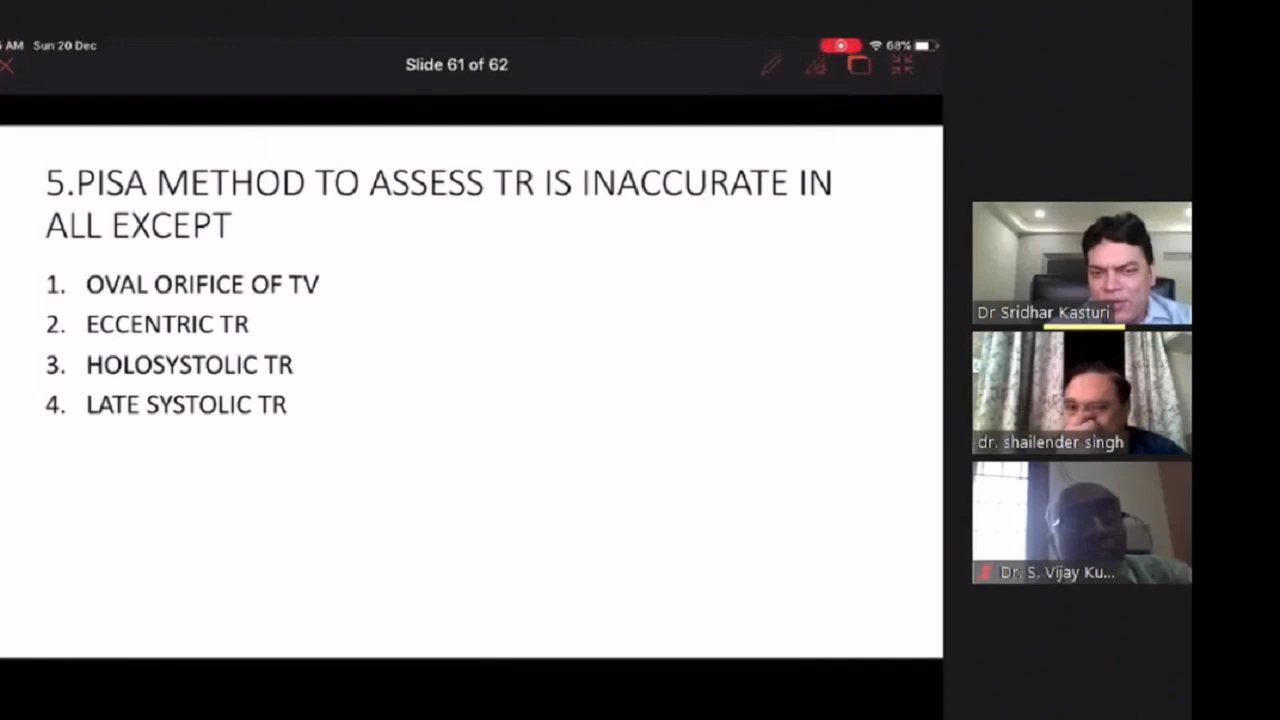 AM Sun 20 Dec
68%
Slide 61 of 62
5.PISA METHOD TO ASSESS TR IS INACCURATE IN
ALL EXCEPT
1. OVAL ORIFICE OF TV
2. ECCENTRIC TR
3. HOLOSYSTOLIC TR
4. LATE SYSTOLIC TR
Dr Sridhar Kasturi
dr. shailender singh
Dr. S. Vijay Ku...